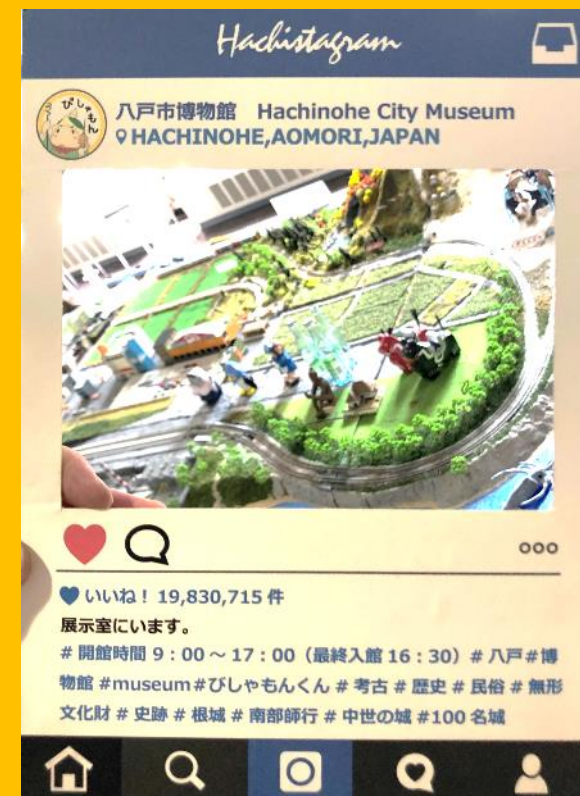 Hachistagram
びしゃもん
八戸市博物館 Hachinohe City Museum
HACHINOHE,AOMORI,JAPAN
いいね！ 19,830,715 件
展示室にいます。
# 開館時間 9：00 ～ 17：00（最終入館 16：30）# 八戸#博
物館 #museum#びしゃもんくん # 考古 # 歴史 # 民俗 # 無形
文化財 # 史跡 # 根城 # 南部師行 # 中世の城 #100 名城